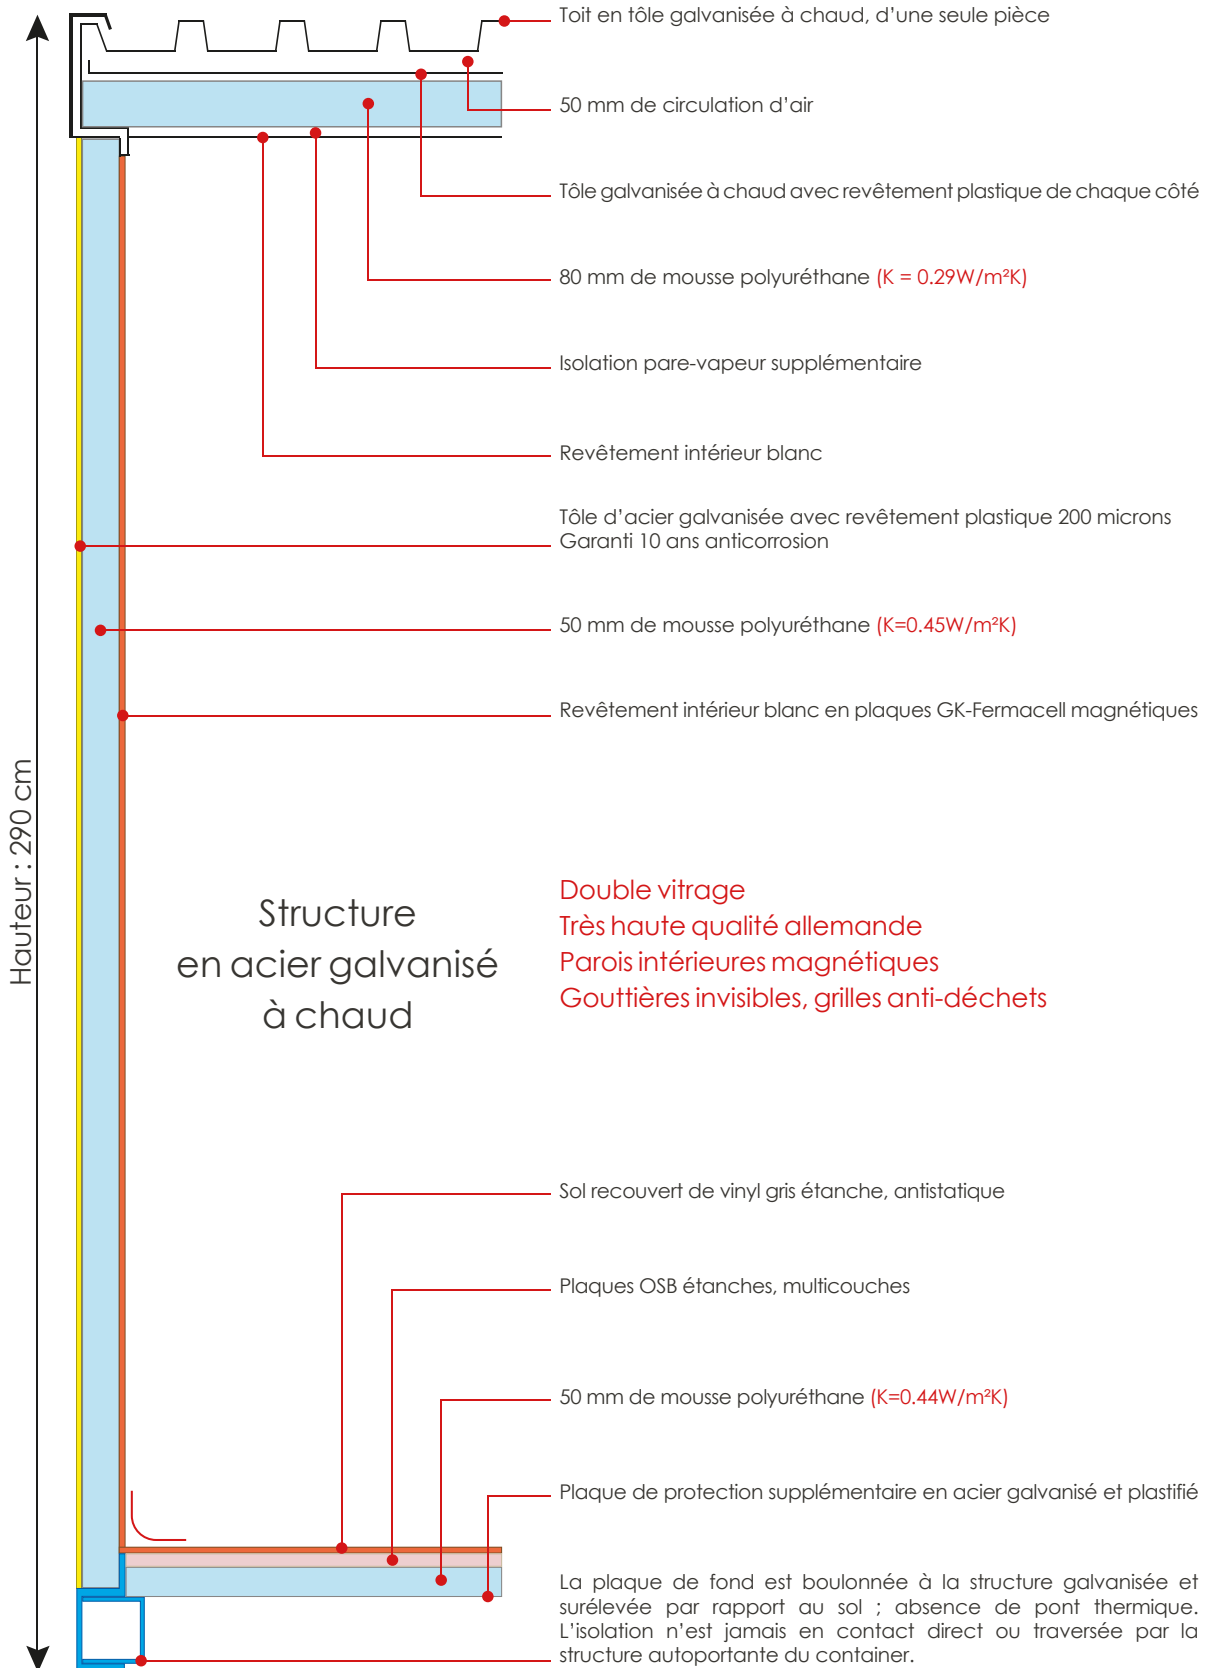 Toit en tôle galvanisée à chaud, d’une seule pièce
50 mm de circulation d’air
Tôle galvanisée à chaud avec revêtement plastique de chaque côté
80 mm de mousse polyuréthane (K = 0.29W/m²K)
Isolation pare-vapeur supplémentaire
Revêtement intérieur blanc
Tôle d’acier galvanisée avec revêtement plastique 200 microns
Garanti 10 ans anticorrosion
50 mm de mousse polyuréthane (K=0.45W/m²K)
Revêtement intérieur blanc en plaques GK-Fermacell magnétiques
Hauteur : 290 cm
Structure
en acier galvanisé
à chaud
Double vitrage
Très haute qualité allemande
Parois intérieures magnétiques
Gouttières invisibles, grilles anti-déchets
Sol recouvert de vinyl gris étanche, antistatique
Plaques OSB étanches, multicouches
50 mm de mousse polyuréthane (K=0.44W/m²K)
Plaque de protection supplémentaire en acier galvanisé et plastifié
La plaque de fond est boulonnée à la structure galvanisée et
surélevée par rapport au sol ; absence de pont thermique.
L’isolation n’est jamais en contact direct ou traversée par la
structure autoportante du container.